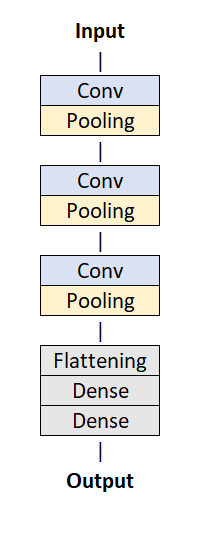 Input
Conv
Pooling
Conv
Pooling
Conv
Pooling
Flattening
Dense
Dense
Output